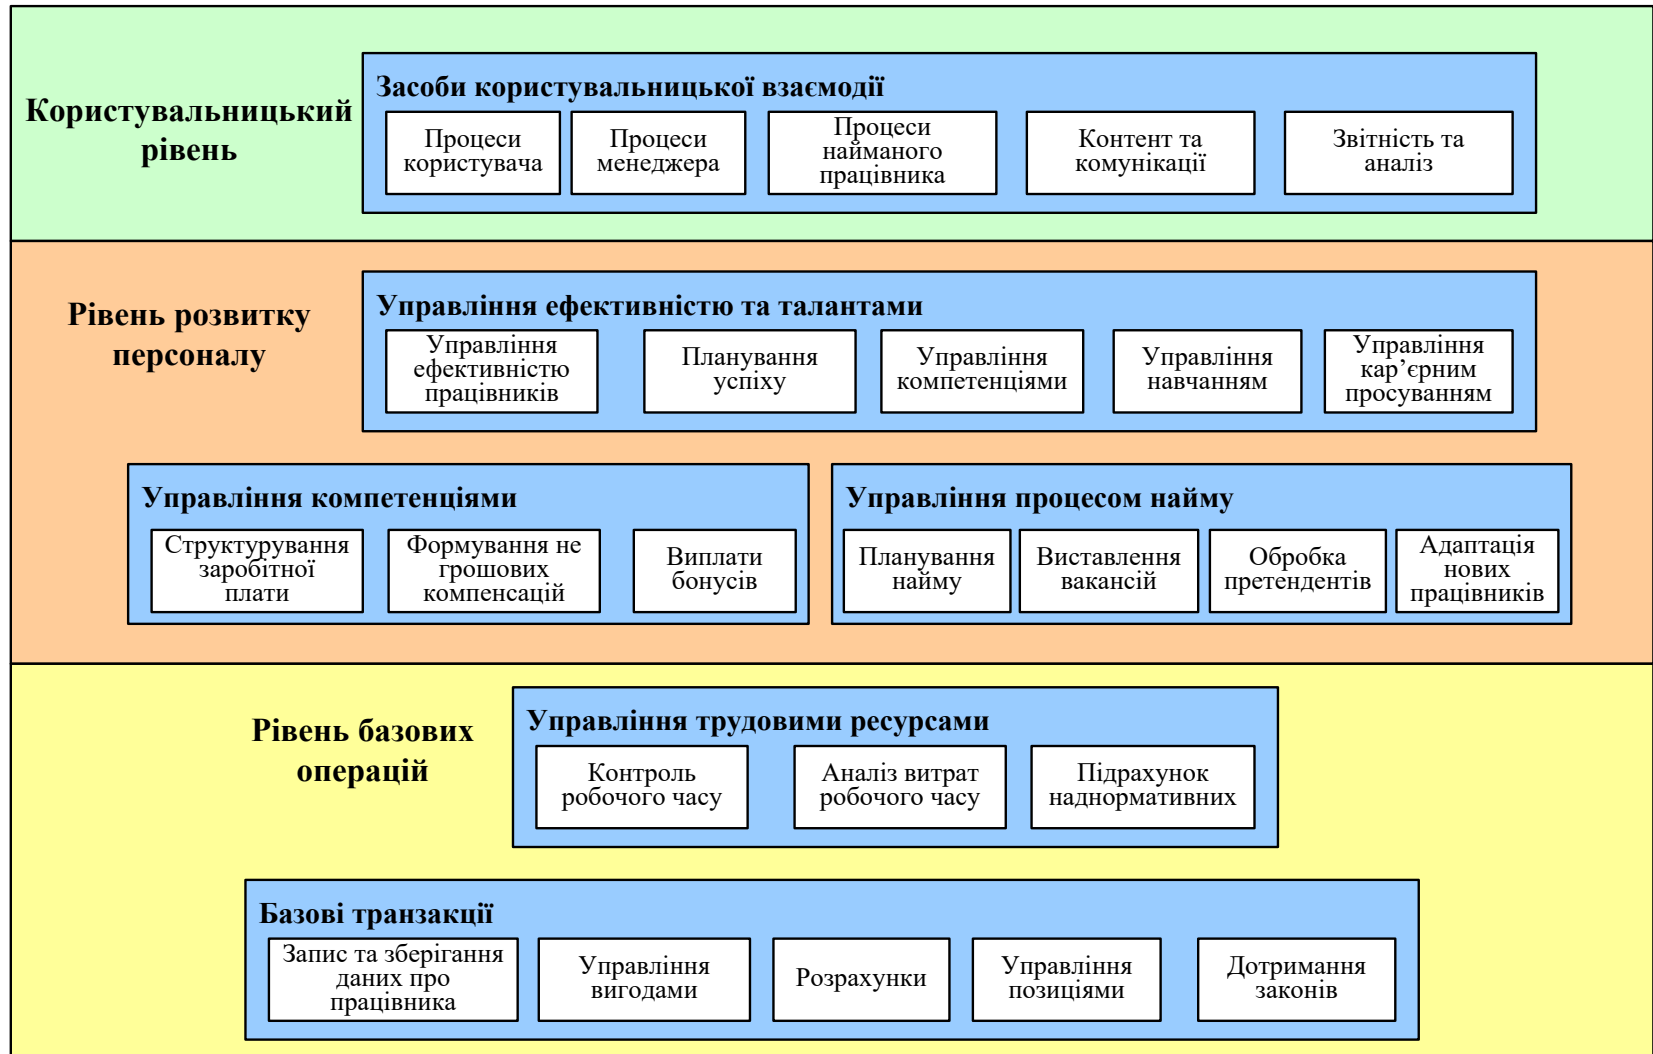 Користувальницький
рівень
Засоби користувальницької взаємодії
Процеси
користувача
Процеси
менеджера
Процеси
найманого
працівника
Контент та
комунікації
Звітність та
аналіз
Рівень розвитку
персоналу
Управління ефективністю та талантами
Управління
ефективністю
працівників
Планування
успіху
Управління
компетенціями
Управління
навчанням
Управління
кар’єрним
просуванням
Управління компетенціями
Структурування
заробітної
плати
Формування не
грошових
компенсацій
Виплати
бонусів
Управління процесом найму
Планування
найму
Виставлення
вакансій
Обробка
претендентів
Адаптація
нових
працівників
Рівень базових
операцій
Управління трудовими ресурсами
Контроль
робочого часу
Аналіз витрат
робочого часу
Підрахунок
наднормативних
Базові транзакції
Запис та зберігання
даних про
працівника
Управління
вигодами
Розрахунки
Управління
позиціями
Дотримання
законів